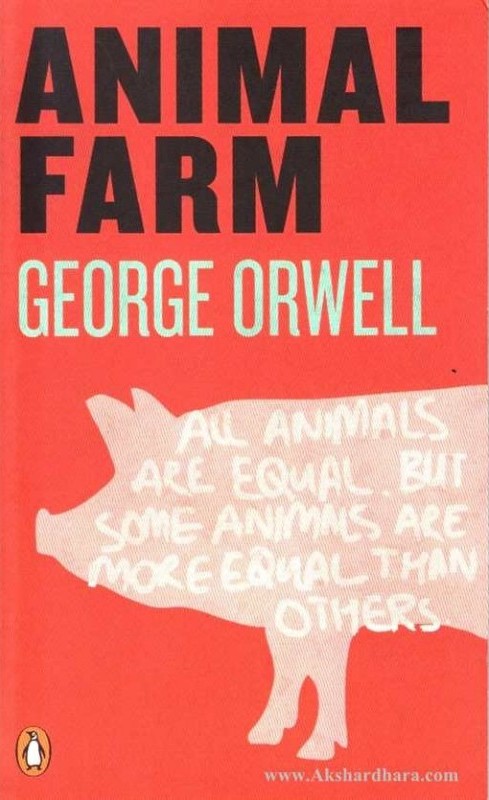 ANIMAL
FARM
GEORGE ORWELL
ALL ANIMALS
ARE EQUAL. BUT
SOME ANIMALS ARE
MORE EQUAL THAN
OTHERS
www.Akshardhara.com